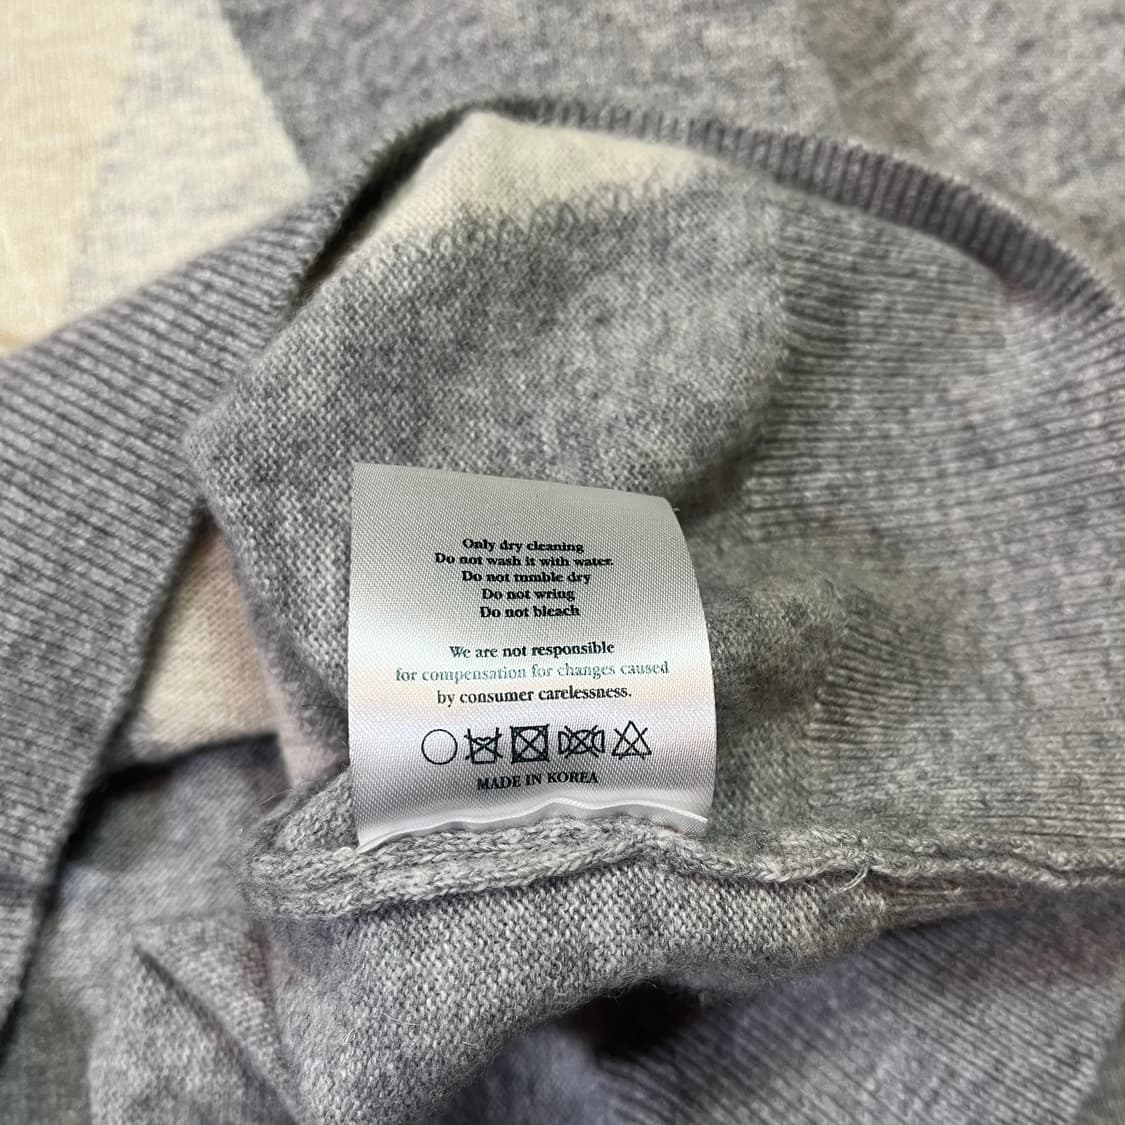 Only dry cleaning
Do not wash it with water.
Do not tumble dry
Do not wring
Do not bleach
We are not responsible
for compensation for changes caused
by consumer carelessness.
MADE IN KOREA